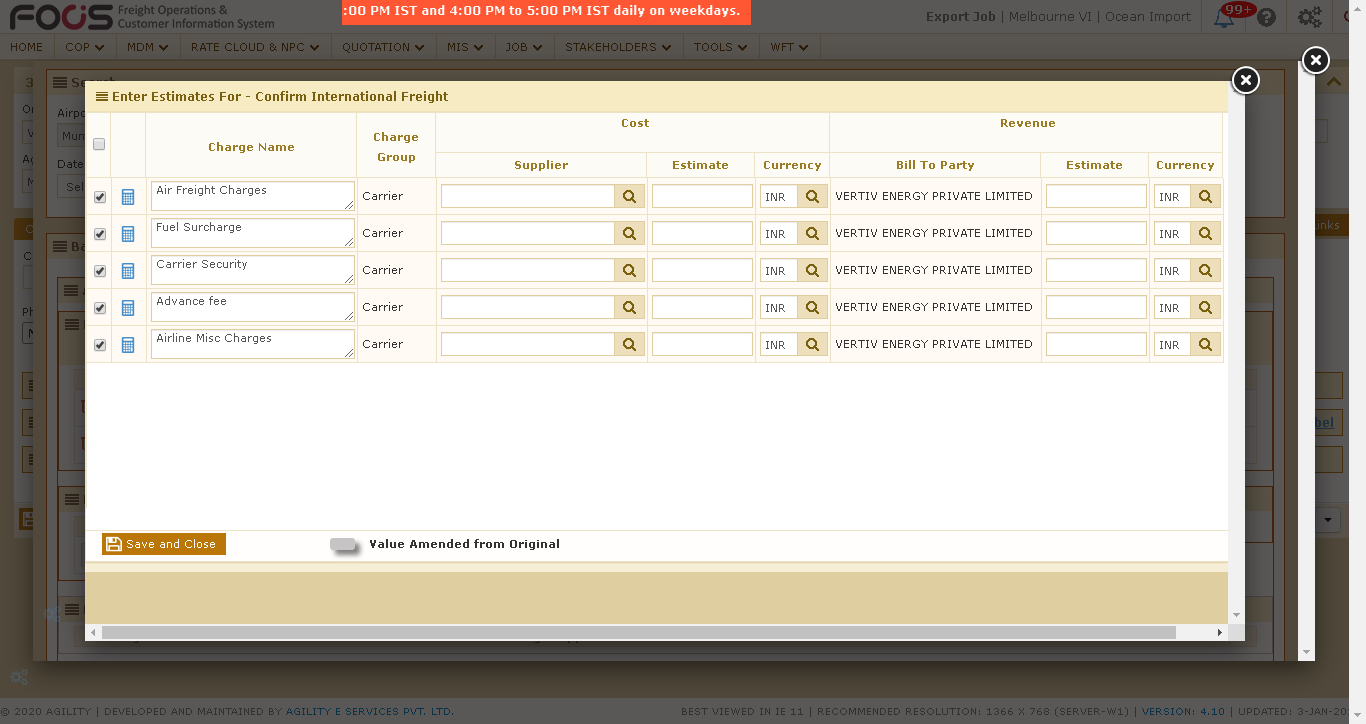 FOCUS
Freight Operations &
Customer Information System
:00 PM IST and 4:00 PM to 5:00 PM IST daily on weekdays.
Export Job | Melbourne VI | Ocean Import
99+
HOME COP MDM RATE CLOUD & NPC QUOTATION MIS JOB STAKEHOLDERS TOOLS WFT
Enter Estimates For - Confirm International Freight
Cost Revenue
Charge Name Charge Group Supplier Estimate Currency Bill To Party Estimate Currency
Air Freight Charges Carrier INR VERTIV ENERGY PRIVATE LIMITED INR
Fuel Surcharge Carrier INR VERTIV ENERGY PRIVATE LIMITED INR
Carrier Security Carrier INR VERTIV ENERGY PRIVATE LIMITED INR
Advance fee Carrier INR VERTIV ENERGY PRIVATE LIMITED INR
Airline Misc Charges Carrier INR VERTIV ENERGY PRIVATE LIMITED INR
Save and Close Value Amended from Original
© 2020 AGILITY | DEVELOPED AND MAINTAINED BY AGILITY E SERVICES PVT. LTD.
BEST VIEWED IN IE 11 | RECOMMENDED RESOLUTION: 1366 X 768 (SERVER-W1) | VERSION: 4.10 | UPDATED: 3-JAN-20